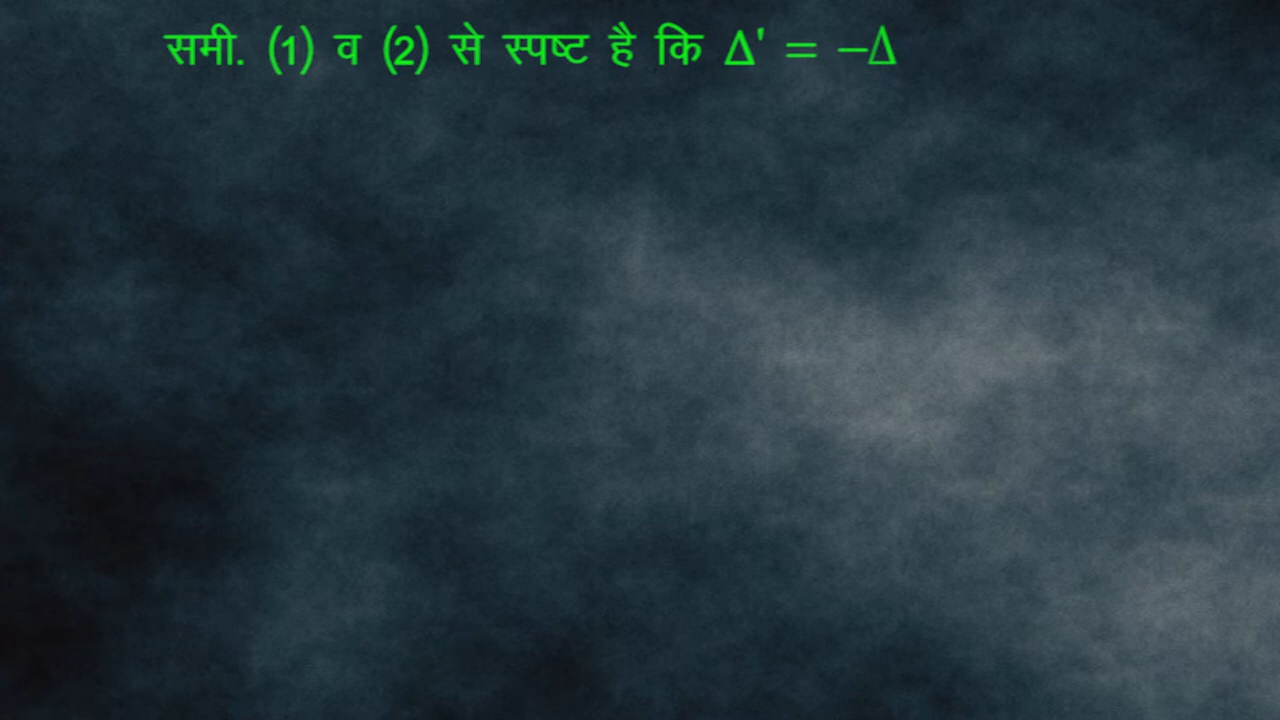 समी. (1) व (2) से स्पष्ट है कि Δ' = −Δ